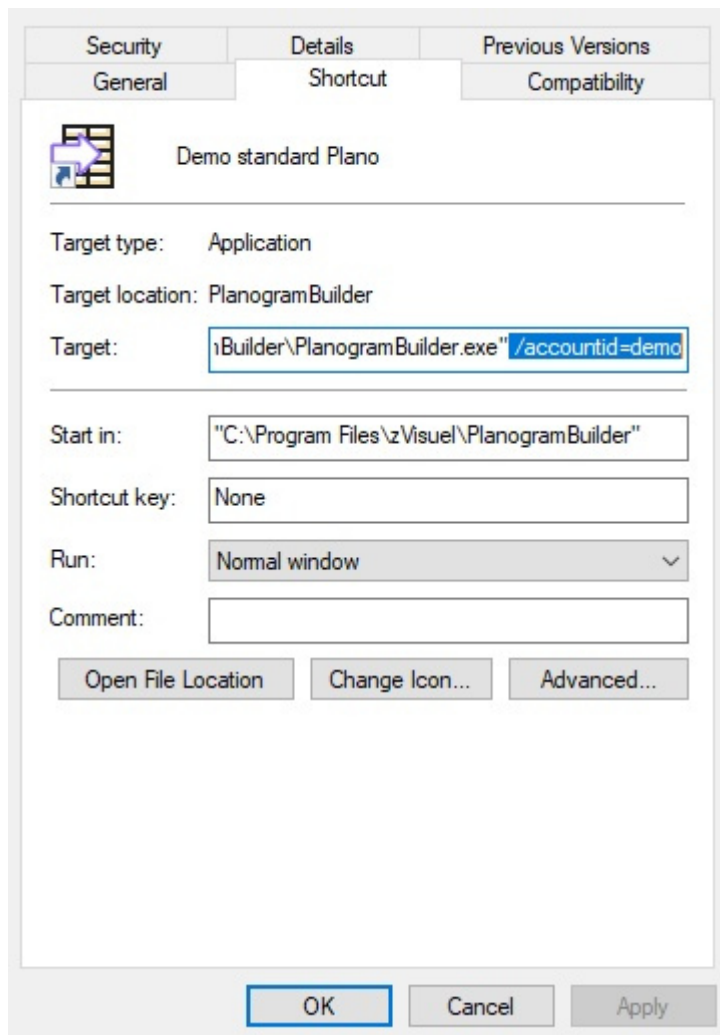 Security Details Previous Versions
General Shortcut Compatibility
Demo standard Plano
Target type: Application
Target location: PlanogramBuilder
Target: ıBuilder\PlanogramBuilder.exe" /accountid=demo
Start in: "C:\Program Files\zVisuel\PlanogramBuilder"
Shortcut key: None
Run: Normal window
Comment:
Open File Location Change Icon... Advanced...
OK Cancel Apply